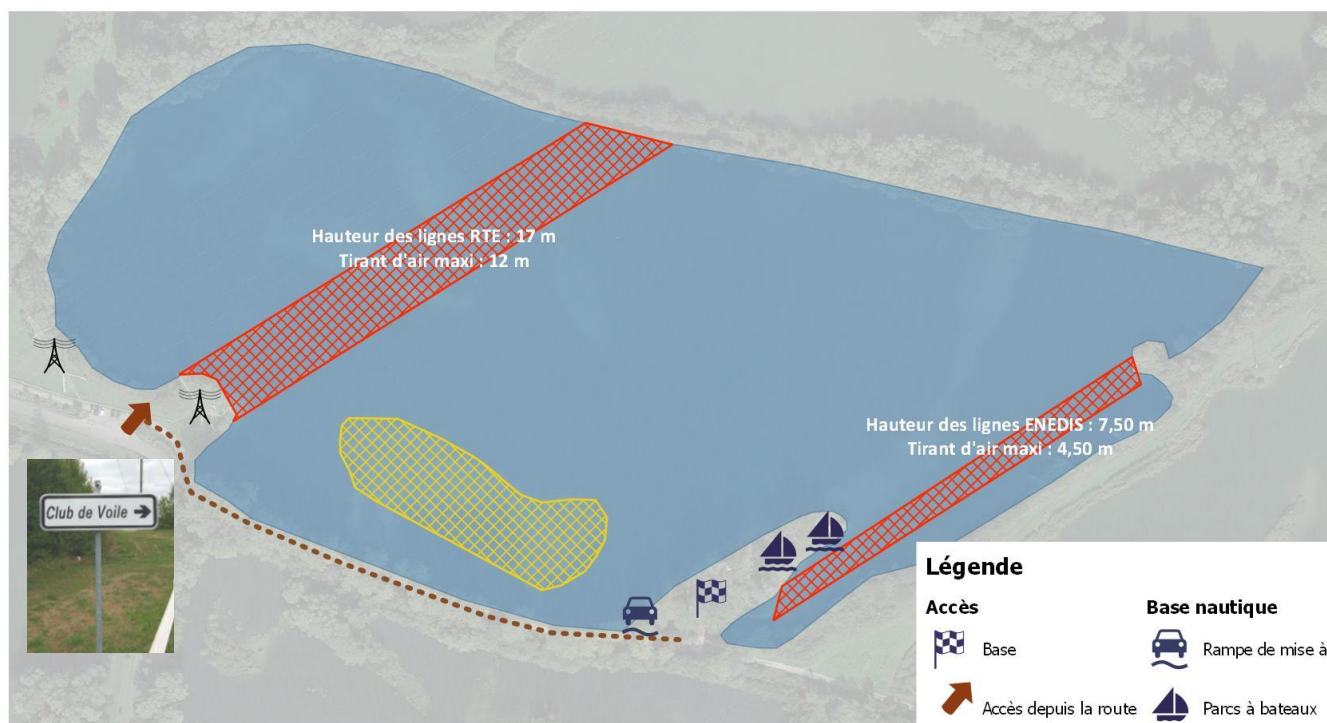 Hauteur des lignes RTE : 17 m
Tirant d'air maxi : 12 m
Hauteur des lignes ENEDIS : 7,50 m
Tirant d'air maxi : 4,50 m
Club de Voile
Légende
Accès
Base
Accès depuis la route
Base nautique
Rampe de mise à
Parcs à bateaux